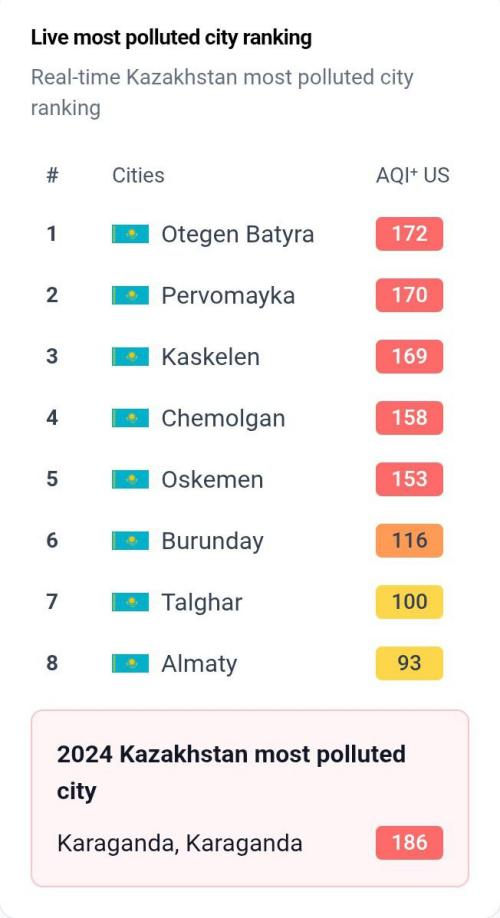 Live most polluted city ranking
Real-time Kazakhstan most polluted city
ranking
# Cities AQI⁺ US
1 Otegen Batyra 172
2 Pervomayka 170
3 Kaskelen 169
4 Chemolgan 158
5 Oskemen 153
6 Burunday 116
7 Talghar 100
8 Almaty 93
2024 Kazakhstan most polluted
city
Karaganda, Karaganda 186